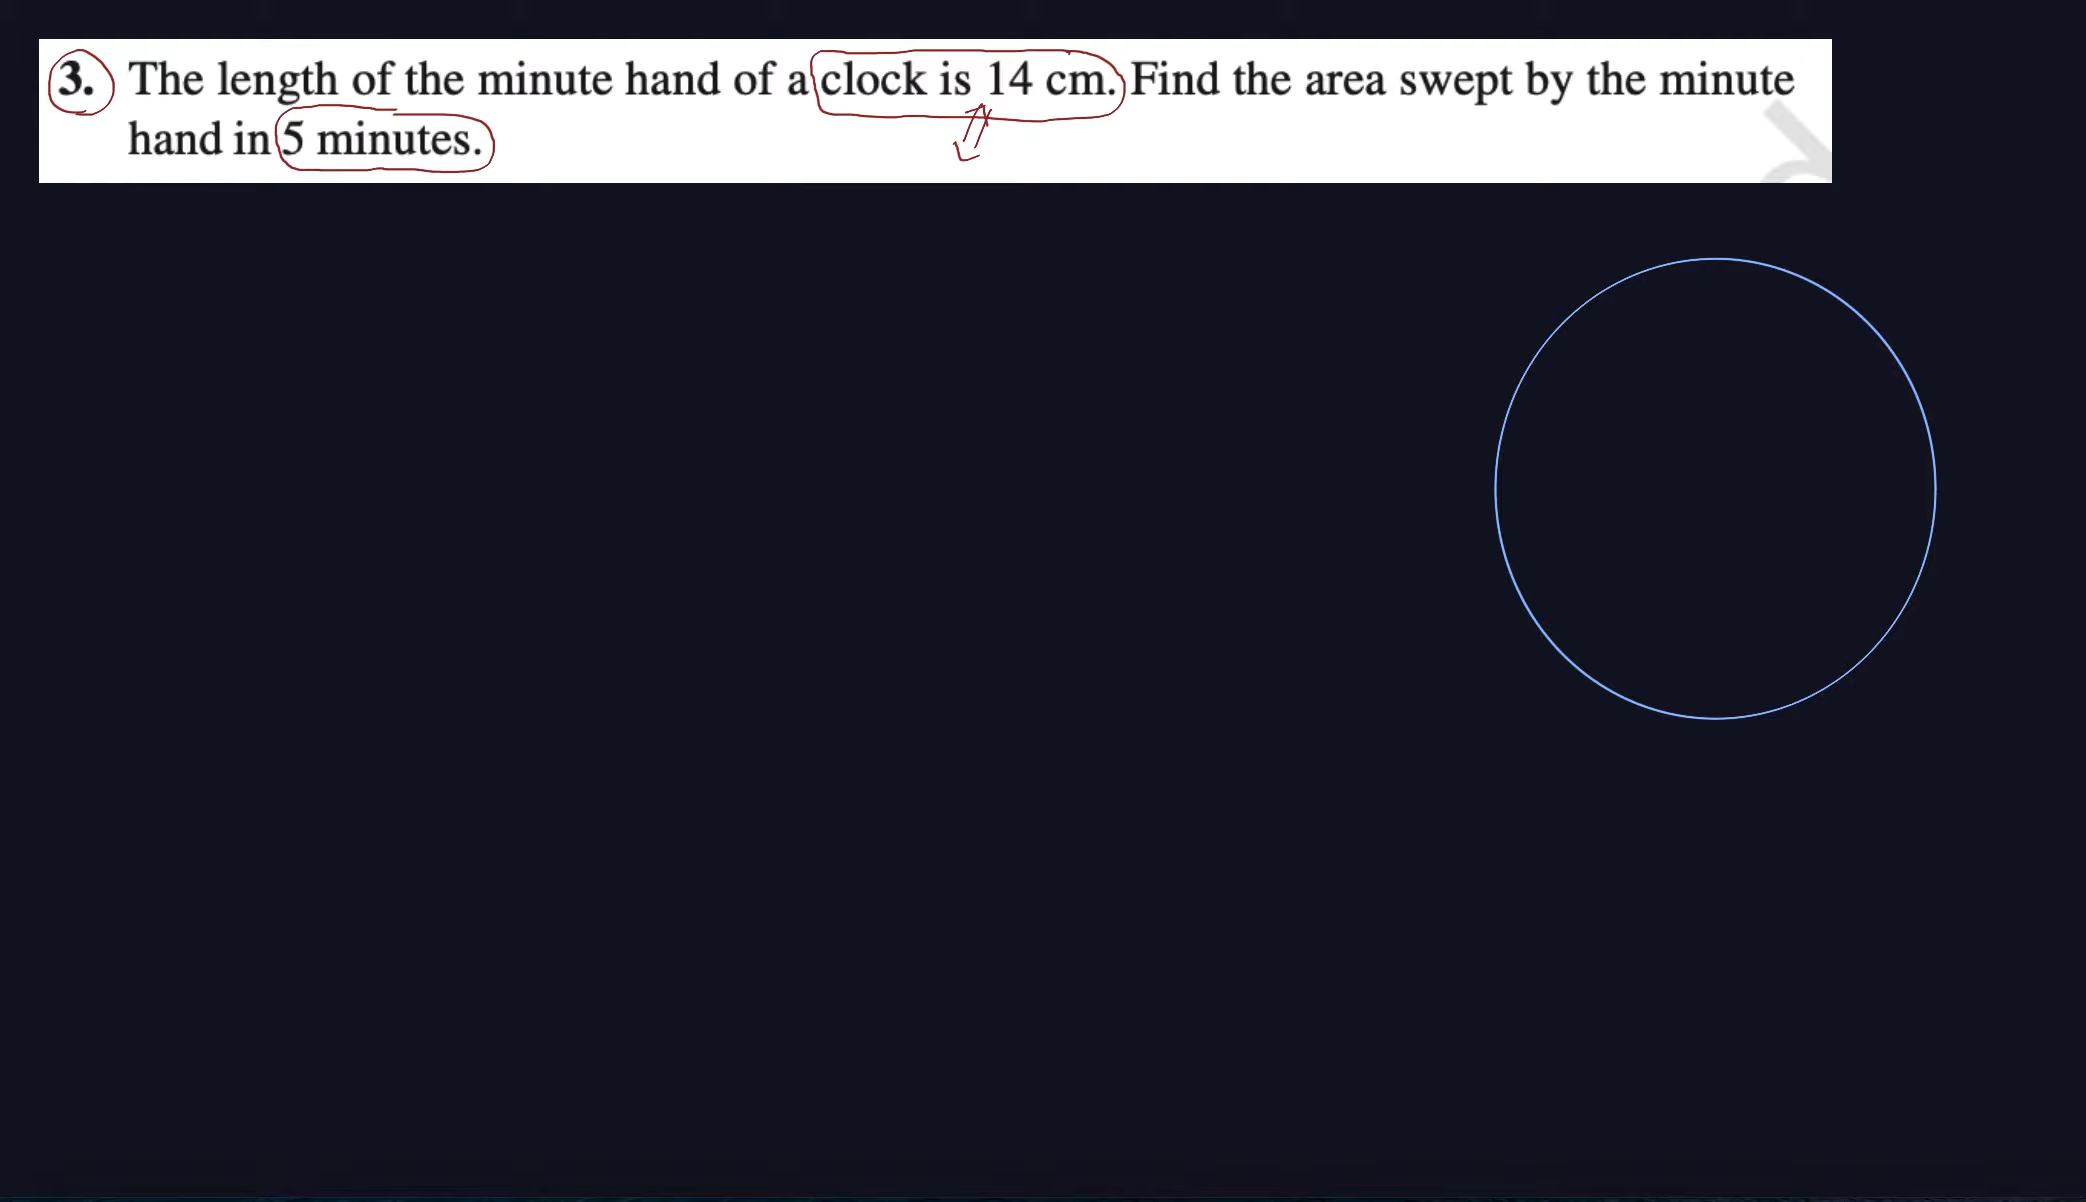 3. The length of the minute hand of a clock is 14 cm. Find the area swept by the minute
hand in 5 minutes.